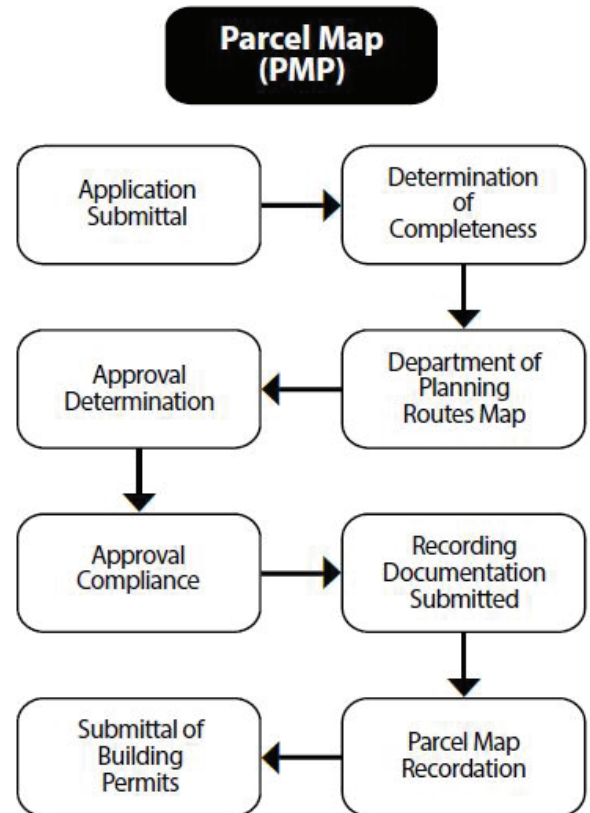 Parcel Map
(PMP)
Application
Submittal
Determination
of
Completeness
Department of
Planning
Routes Map
Approval
Determination
Approval
Compliance
Recording
Documentation
Submitted
Parcel Map
Recordation
Submittal of
Building
Permits